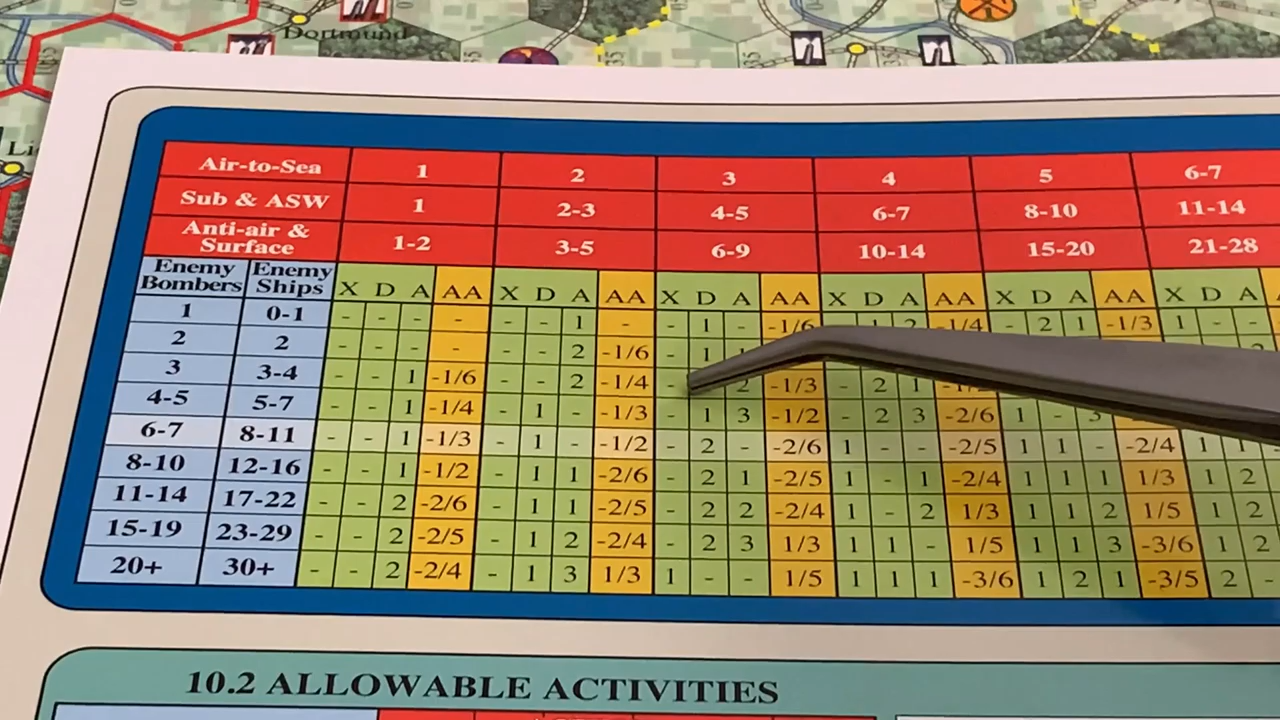 Dortmund
Li
Air-to-Sea 1 2 3 4 5 6-7
Sub & ASW 1 2-3 4-5 6-7 8-10 11-14
Anti-air & Surface 1-2 3-5 6-9 10-14 15-20 21-28
Enemy Bombers Enemy Ships X D A AA X D A AA X D A AA X D A AA X D A AA X D A
1 0-1 - - - - - - 1 - - 1 - -1/6 - 1 2 -1/4 - 2 1 -1/3 1 - -
2 2 - - - - - - 2 -1/6 - 1
3 3-4 - - 1 -1/6 - - 2 -1/4 - 2 -1/3 - 2 1
4-5 5-7 - - 1 -1/4 - 1 - -1/3 - 1 3 -1/2 - 2 3 -2/6 1 - 3
6-7 8-11 - - 1 -1/3 - 1 - -1/2 - 2 - -2/6 1 - - -2/5 1 1 - -2/4 1 1
8-10 12-16 - - 1 -1/2 - 1 1 -2/6 - 2 1 -2/5 1 - 1 -2/4 1 1 1 1/3 1 2
11-14 17-22 - - 2 -2/6 - 1 1 -2/5 - 2 2 -2/4 1 - 2 1/3 1 1 2 1/5 1 2
15-19 23-29 - - 2 -2/5 - 1 2 -2/4 - 2 3 1/3 1 1 - 1/5 1 1 3 -3/6 1 2
20+ 30+ - - 2 -2/4 - 1 3 1/3 1 - - 1/5 1 1 1 -3/6 1 2 1 -3/5 2 -
10.2 ALLOWABLE ACTIVITIES